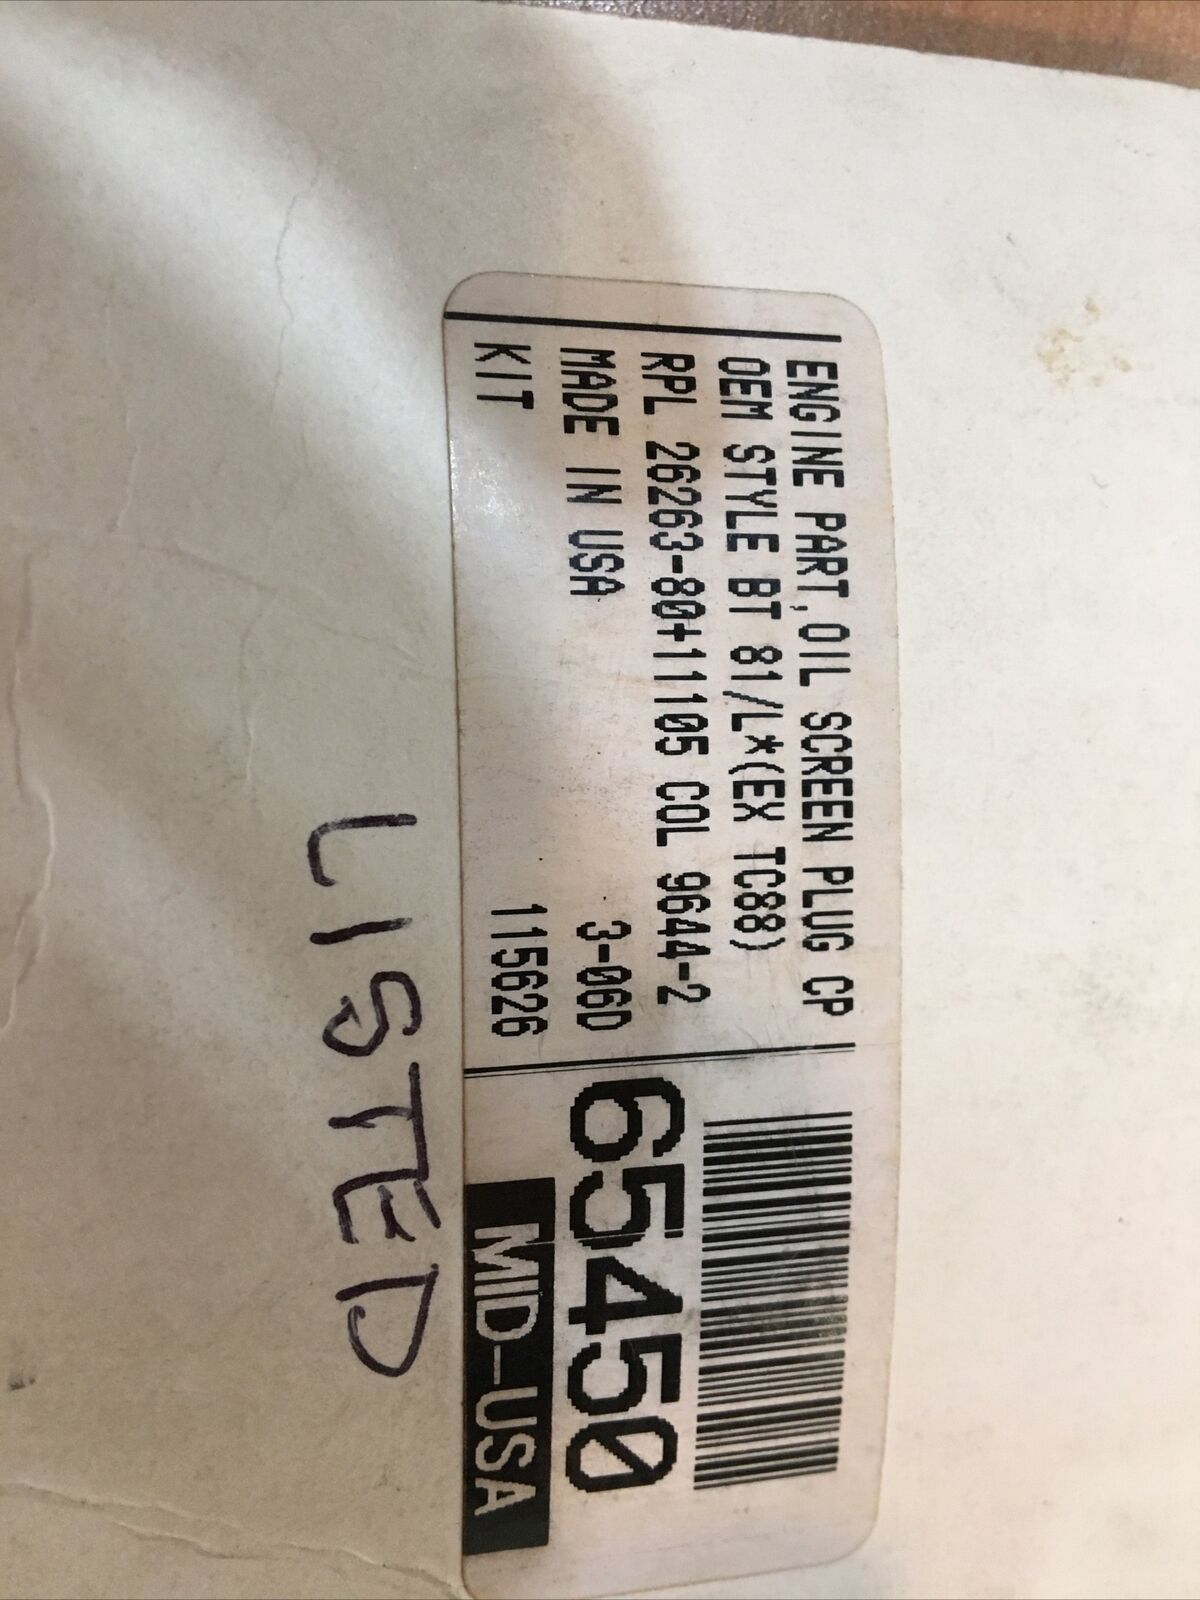 ENGINE PART,OIL SCREEN PLUG CP
OEM STYLE BT 81/L*(EX TC88)
RPL 26263-80+11105 COL 9644-2
MADE IN USA 3-06D
KIT 115626
65450
MID-USA
LISTED